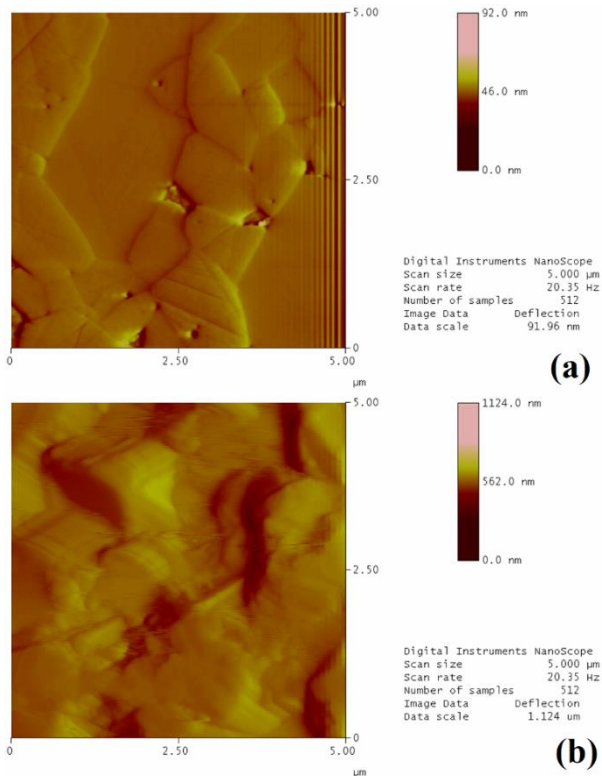 5.00
2.50
0
0
2.50
5.00
µm
92.0 nm
46.0 nm
0.0 nm
Digital Instruments NanoScope
Scan size 5.000 µm
Scan rate 20.35 Hz
Number of samples 512
Image Data Deflection
Data scale 91.96 nm
(a)
5.00
2.50
0
0
2.50
5.00
µm
1124.0 nm
562.0 nm
0.0 nm
Digital Instruments NanoScope
Scan size 5.000 µm
Scan rate 20.35 Hz
Number of samples 512
Image Data Deflection
Data scale 1.124 um
(b)